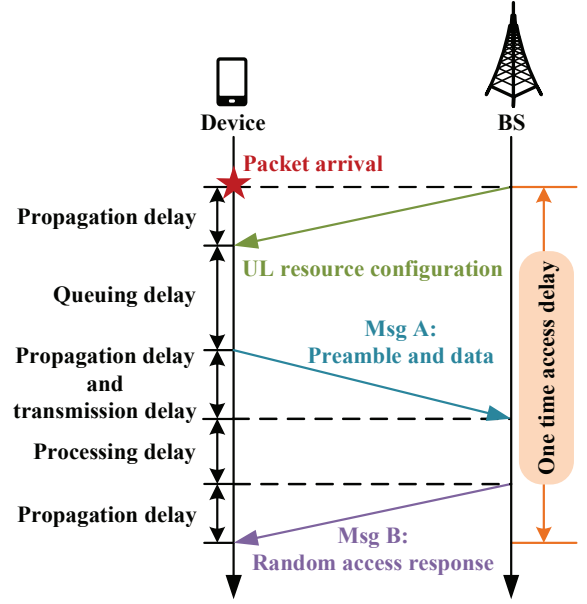 Device
BS
Packet arrival
Propagation delay
UL resource configuration
Queuing delay
Msg A:
Preamble and data
Propagation delay
and
transmission delay
One time access delay
Processing delay
Propagation delay
Msg B:
Random access response